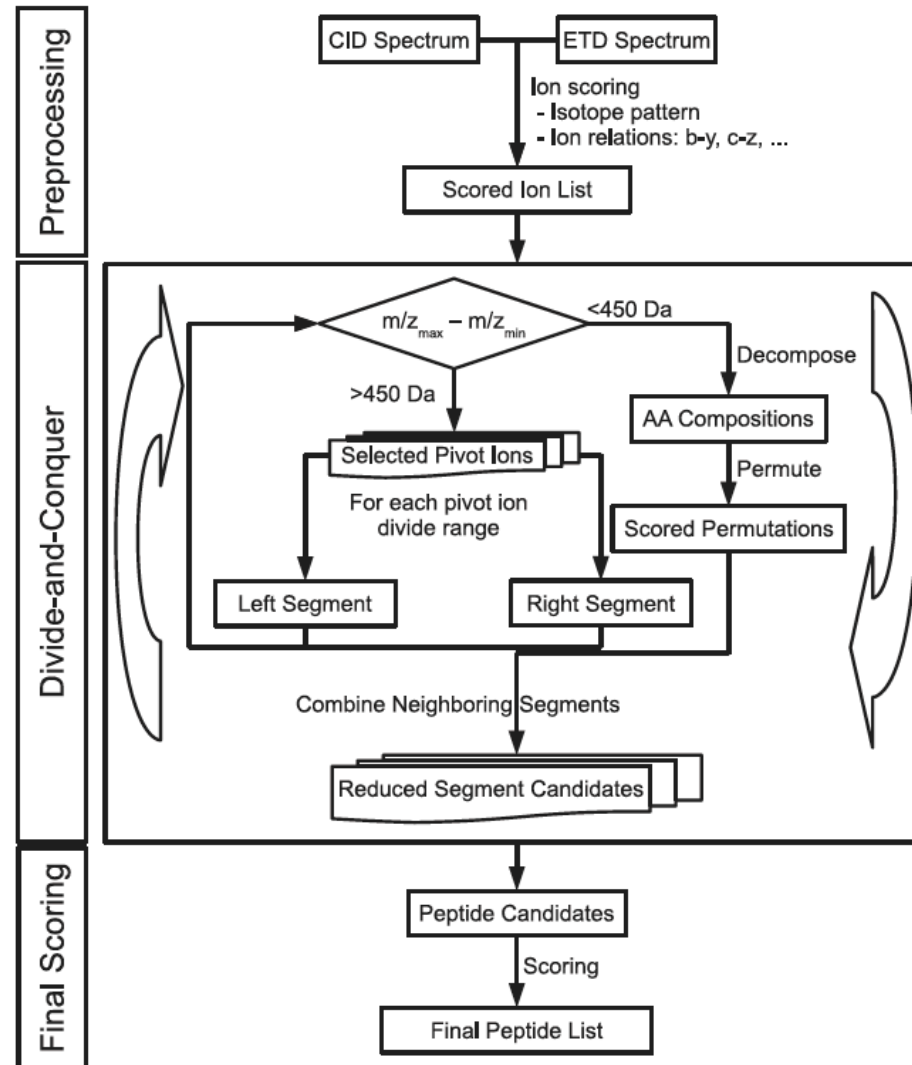 Preprocessing
CID Spectrum
ETD Spectrum
Ion scoring
- Isotope pattern
- Ion relations: b-y, c-z, ...
Scored Ion List
Divide-and-Conquer
m/z_max – m/z_min
<450 Da
>450 Da
Decompose
AA Compositions
Selected Pivot Ions
Permute
For each pivot ion
divide range
Scored Permutations
Left Segment
Right Segment
Combine Neighboring Segments
Reduced Segment Candidates
Final Scoring
Peptide Candidates
Scoring
Final Peptide List